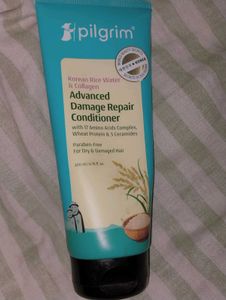 pilgrim
Korean Rice Water
& Collagen
Advanced
Damage Repair
Conditioner
with 17 Amino Acids Complex,
Wheat Protein & 5 Ceramides
Paraben Free
For Dry & Damaged Hair